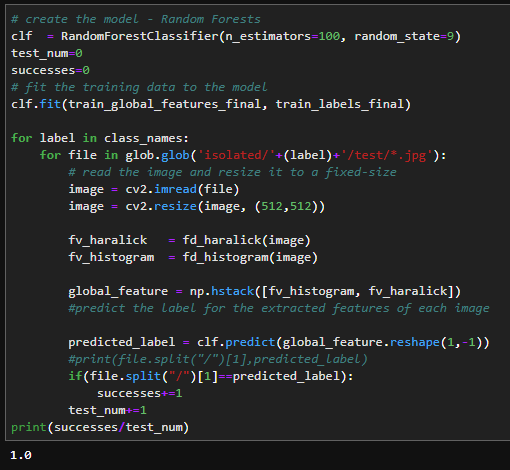 # create the model - Random Forests
clf  = RandomForestClassifier(n_estimators=100, random_state=9)
test_num=0
successes=0
# fit the training data to the model
clf.fit(train_global_features_final, train_labels_final)

for label in class_names:
    for file in glob.glob('isolated/'+(label)+'/test/*.jpg'):
        # read the image and resize it to a fixed-size
        image = cv2.imread(file)
        image = cv2.resize(image, (512,512))

        fv_haralick   = fd_haralick(image)
        fv_histogram  = fd_histogram(image)

        global_feature = np.hstack([fv_histogram, fv_haralick])
        #predict the label for the extracted features of each image

        predicted_label = clf.predict(global_feature.reshape(1,-1))
        #print(file.split("/")[1],predicted_label)
        if(file.split("/")[1]==predicted_label):
            successes+=1
        test_num+=1
print(successes/test_num)
1.0